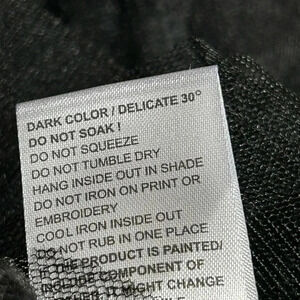 DARK COLOR / DELICATE 30°
DO NOT SOAK !
DO NOT SQUEEZE
DO NOT TUMBLE DRY
HANG INSIDE OUT IN SHADE
DO NOT IRON ON PRINT OR
EMBROIDERY
COOL IRON INSIDE OUT
DO NOT RUB IN ONE PLACE
THE PRODUCT IS PAINTED/
INCLUDE COMPONENT OF
MIGHT CHANGE